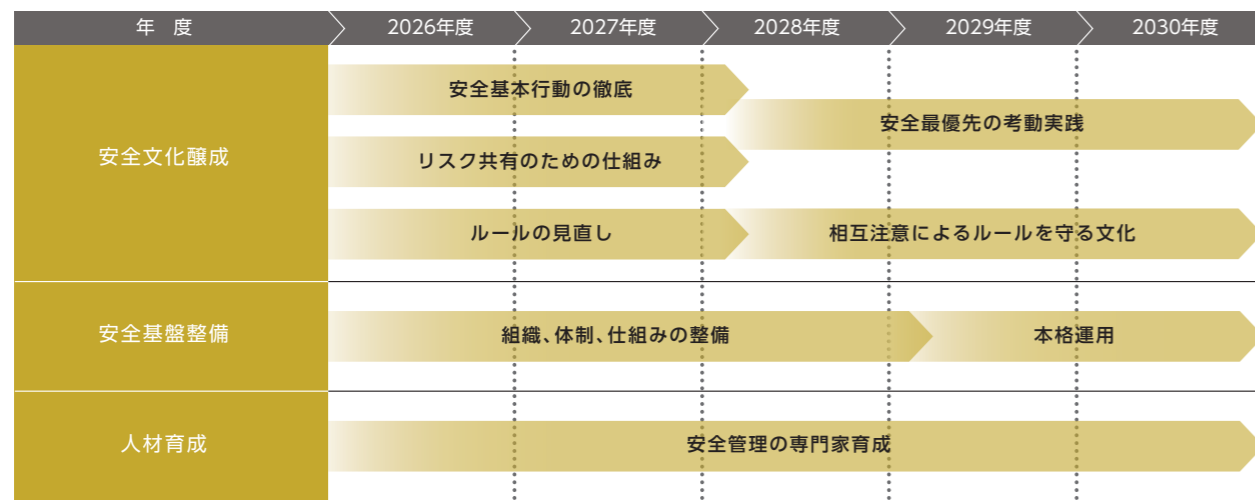 年　度
2026年度
2027年度
2028年度
2029年度
2030年度
安全文化醸成
安全基本行動の徹底
安全最優先の考動実践
リスク共有のための仕組み
ルールの見直し
相互注意によるルールを守る文化
安全基盤整備
組織、体制、仕組みの整備
本格運用
人材育成
安全管理の専門家育成